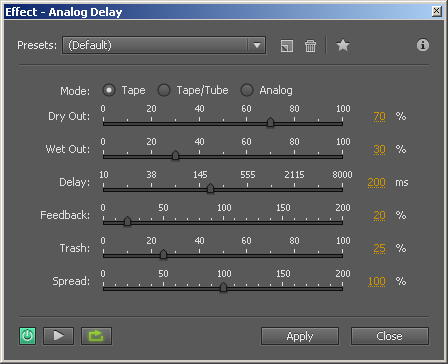 Effect - Analog Delay
Presets: (Default)
Mode: Tape Tape/Tube Analog
0 20 40 60 80 100
Dry Out: 70 %
0 20 40 60 80 100
Wet Out: 30 %
10 38 145 555 2115 8000
Delay: 200 ms
0 50 100 150 200
Feedback: 20 %
0 20 40 60 80 100
Trash: 25 %
0 50 100 150 200
Spread: 100 %
Apply Close